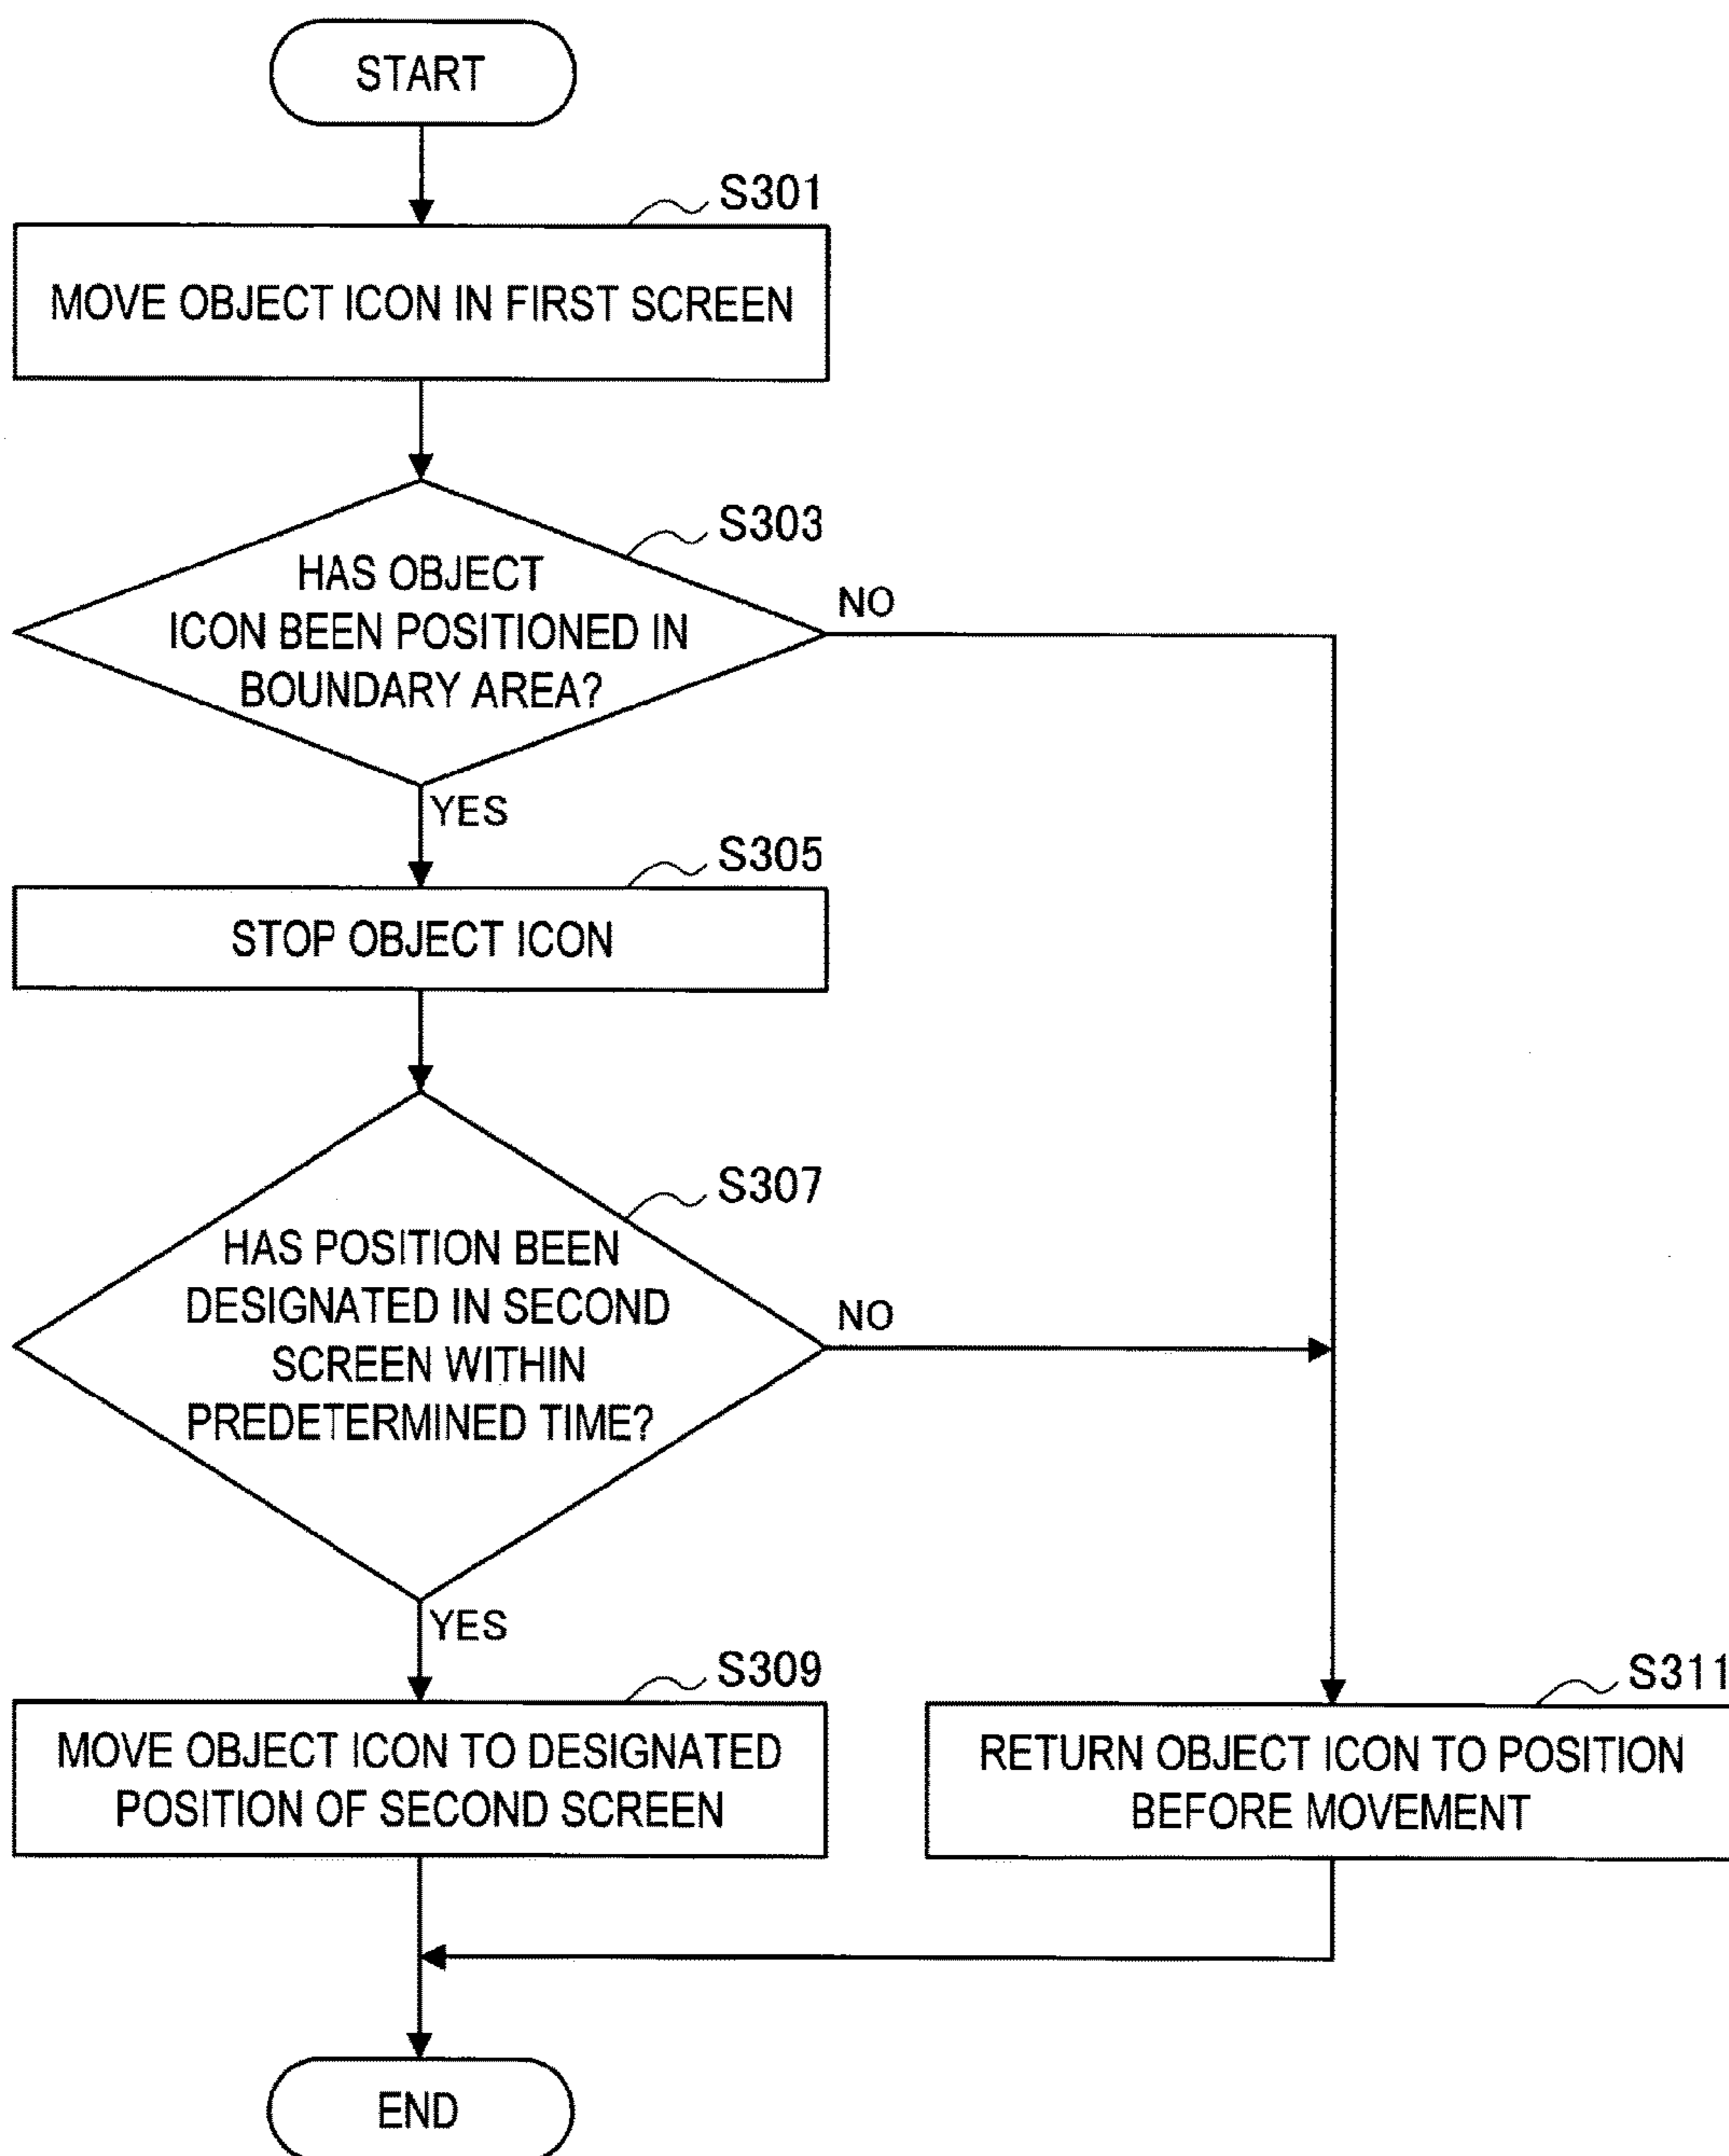 START
S301
MOVE OBJECT ICON IN FIRST SCREEN
S303
HAS OBJECT
ICON BEEN POSITIONED IN
BOUNDARY AREA?
NO
YES
S305
STOP OBJECT ICON
S307
HAS POSITION BEEN
DESIGNATED IN SECOND
SCREEN WITHIN
PREDETERMINED TIME?
NO
YES
S309
MOVE OBJECT ICON TO DESIGNATED
POSITION OF SECOND SCREEN
S311
RETURN OBJECT ICON TO POSITION
BEFORE MOVEMENT
END